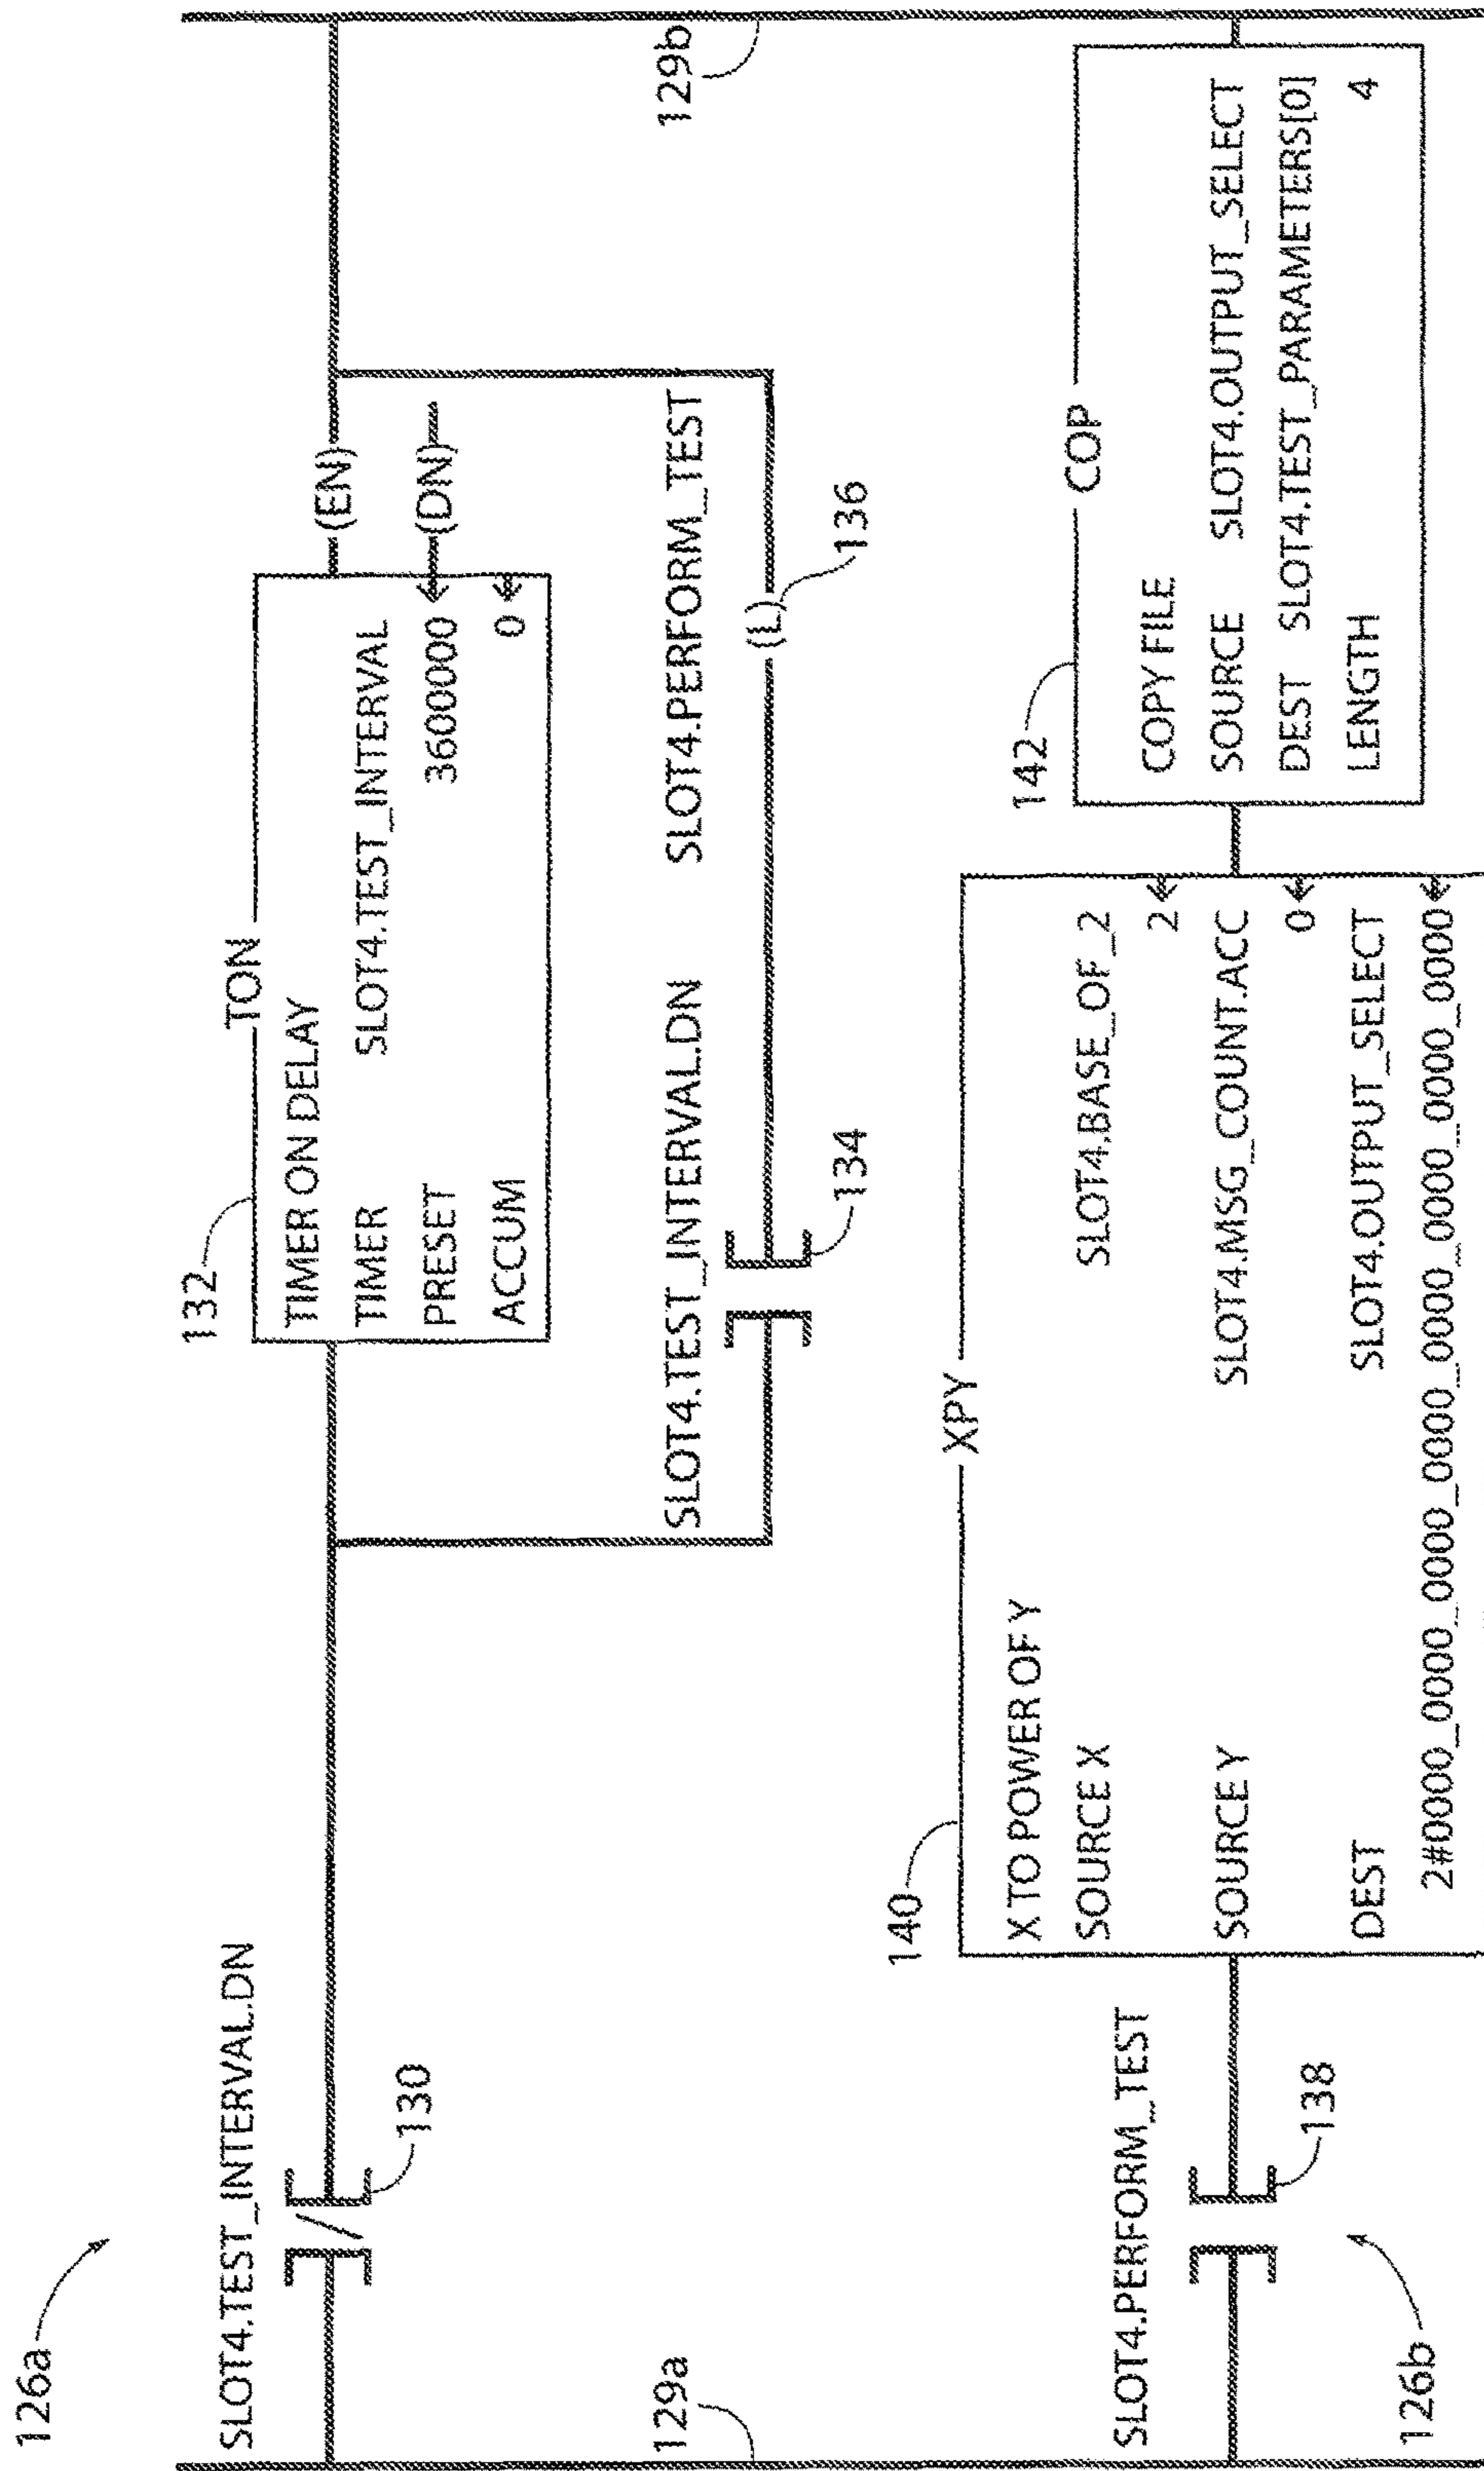 126a
SLOT4.TEST_INTERVAL.DN
130
132
TON
TIMER ON DELAY
TIMER SLOT4.TEST_INTERVAL
PRESET 3600000
ACCUM 0
(EN)
(DN)
SLOT4.TEST_INTERVAL.DN
134
SLOT4.PERFORM_TEST
(L)
136
129a
129b
SLOT4.PERFORM_TEST
138
126b
140
XPY
X TO POWER OF Y
SOURCE X SLOT4.BASE_OF_2
2
SOURCE Y SLOT4.MSG_COUNT.ACC
0
DEST SLOT4.OUTPUT_SELECT
2#0000_0000_0000_0000_0000_0000_0000_0000
142
COP
COPY FILE
SOURCE SLOT4.OUTPUT_SELECT
DEST SLOT4.TEST_PARAMETERS[0]
LENGTH 4